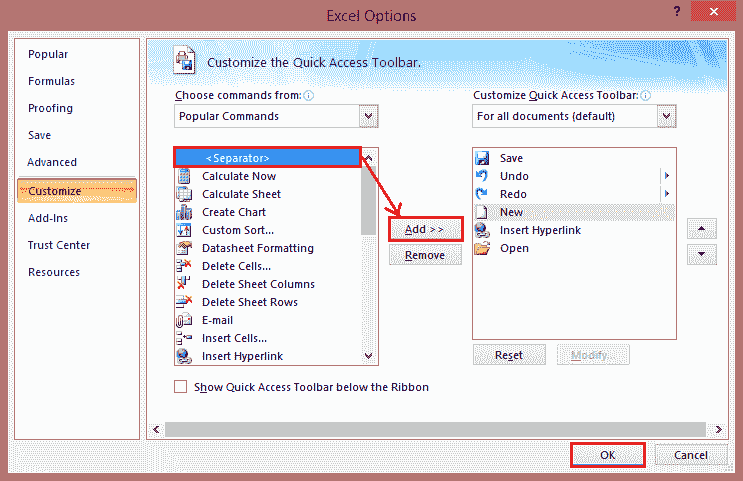 Excel Options
?
Popular
Formulas
Proofing
Save
Advanced
Customize
Add-Ins
Trust Center
Resources
Customize the Quick Access Toolbar.
Choose commands from:
Popular Commands
<Separator>
Calculate Now
Calculate Sheet
Create Chart
Custom Sort...
Datasheet Formatting
Delete Cells...
Delete Sheet Columns
Delete Sheet Rows
E-mail
Insert Cells...
Insert Hyperlink
Add >>
Remove
Customize Quick Access Toolbar:
For all documents (default)
Save
Undo
Redo
New
Insert Hyperlink
Open
Reset
Modify...
Show Quick Access Toolbar below the Ribbon
OK
Cancel